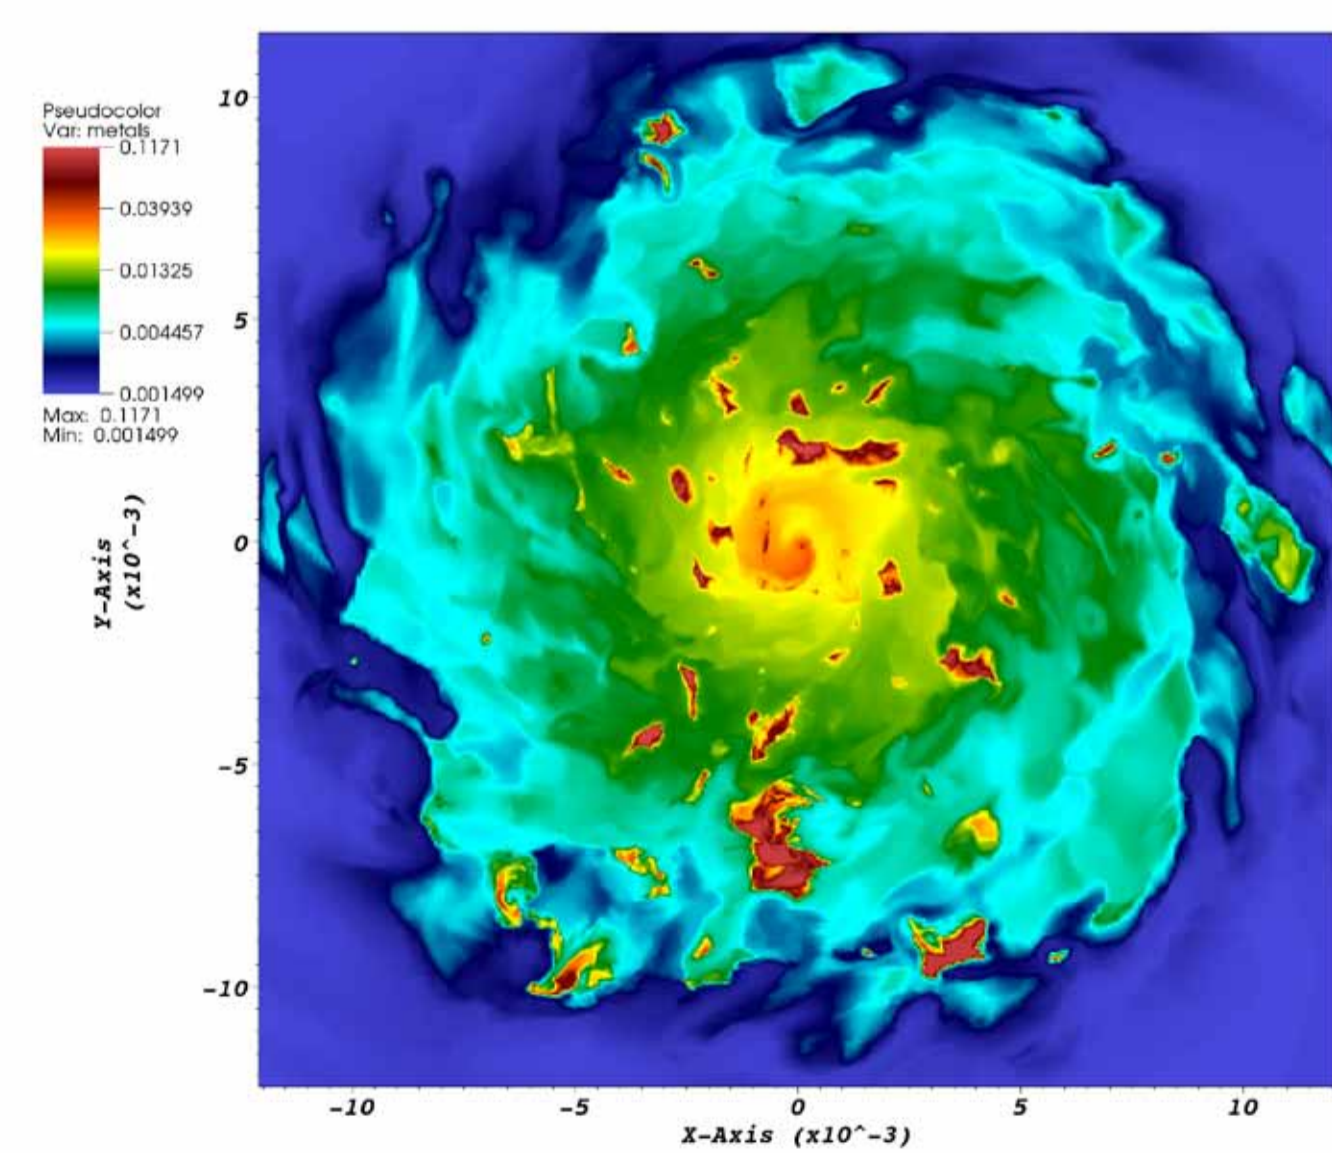 Pseudocolor
Var: metals
0.1171
0.03939
0.01325
0.004457
0.001499
Max: 0.1171
Min: 0.001499
10
5
0
-5
-10
Y-Axis
(x10^-3)
-10
-5
0
5
10
X-Axis (x10^-3)